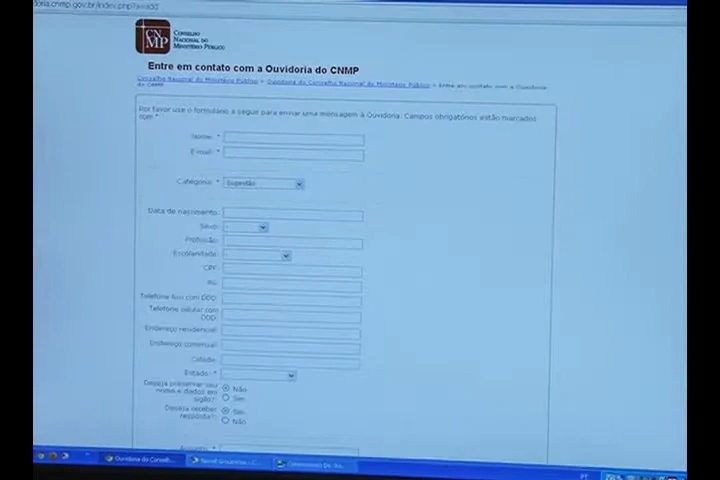 doria.cnmp.gov.br/index.php?a=add
CNMP
CONSELHO
NACIONAL DO
MINISTÉRIO PÚBLICO
Entre em contato com a Ouvidoria do CNMP
Conselho Nacional do Ministério Público > Ouvidoria do Conselho Nacional do Ministério Público > Entre em contato com a Ouvidoria
do CNMP
Por favor use o formulário a seguir para enviar uma mensagem à Ouvidoria. Campos obrigatórios estão marcados
com *
Nome: *
E-mail: *
Categoria: * Sugestão
Data de nascimento:
Sexo: -
Profissão:
Escolaridade: -
CPF:
RG:
Telefone fixo com DDD:
Telefone celular com
DDD:
Endereço residencial:
Endereço comercial:
Cidade:
Estado: *
Deseja preservar seu
nome e dados em
sigilo?: Não
Sim
Deseja receber
resposta?: Sim
Não
Assunto: *
Ouvidoria do Conselh...
PT